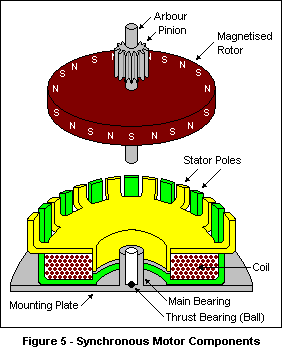 Arbour
Pinion
Magnetised
Rotor
N S N S N S N S N S
S N S N S N S
Stator Poles
Coil
Main Bearing
Mounting Plate
Thrust Bearing (Ball)
Figure 5 - Synchronous Motor Components